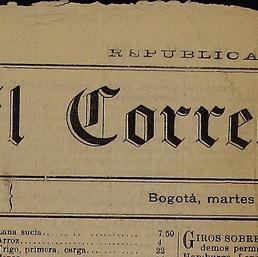 REPUBLICA
l Corre
Bogotá, martes
Lana sucia.. .. .. .......... 7.50
Arroz......................... 4
Trigo, primera, carga......... 22
GIROS SOBRE
demos perm